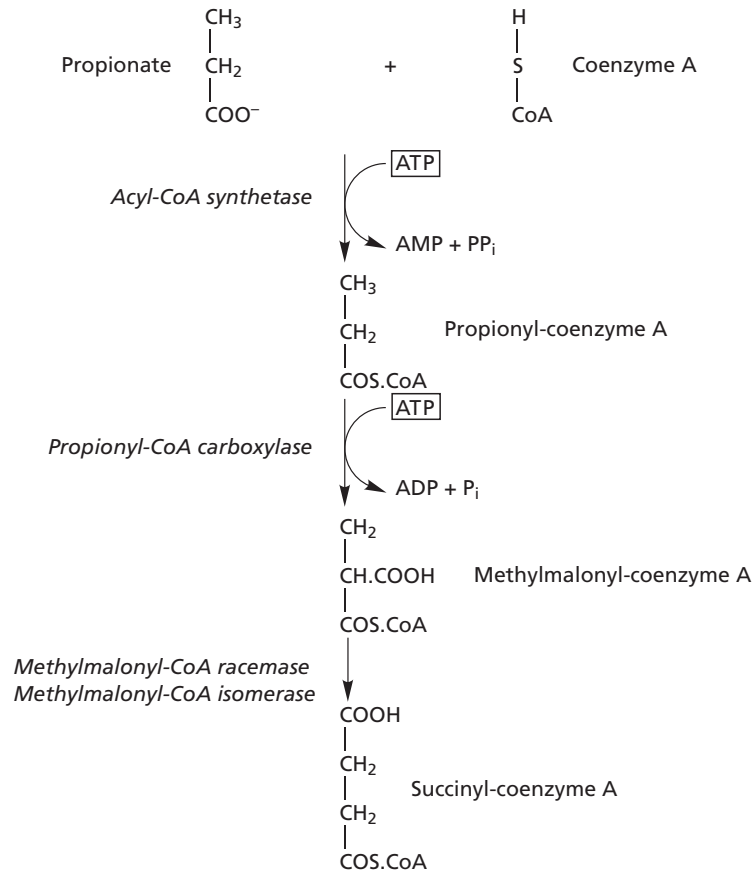 CH3 H
Propionate CH2 + S Coenzyme A
COO– CoA
ATP
Acyl-CoA synthetase
AMP + PPi
CH3
CH2 Propionyl-coenzyme A
COS.CoA
ATP
Propionyl-CoA carboxylase
ADP + Pi
CH2
CH.COOH Methylmalonyl-coenzyme A
COS.CoA
Methylmalonyl-CoA racemase
Methylmalonyl-CoA isomerase
COOH
CH2
Succinyl-coenzyme A
CH2
COS.CoA